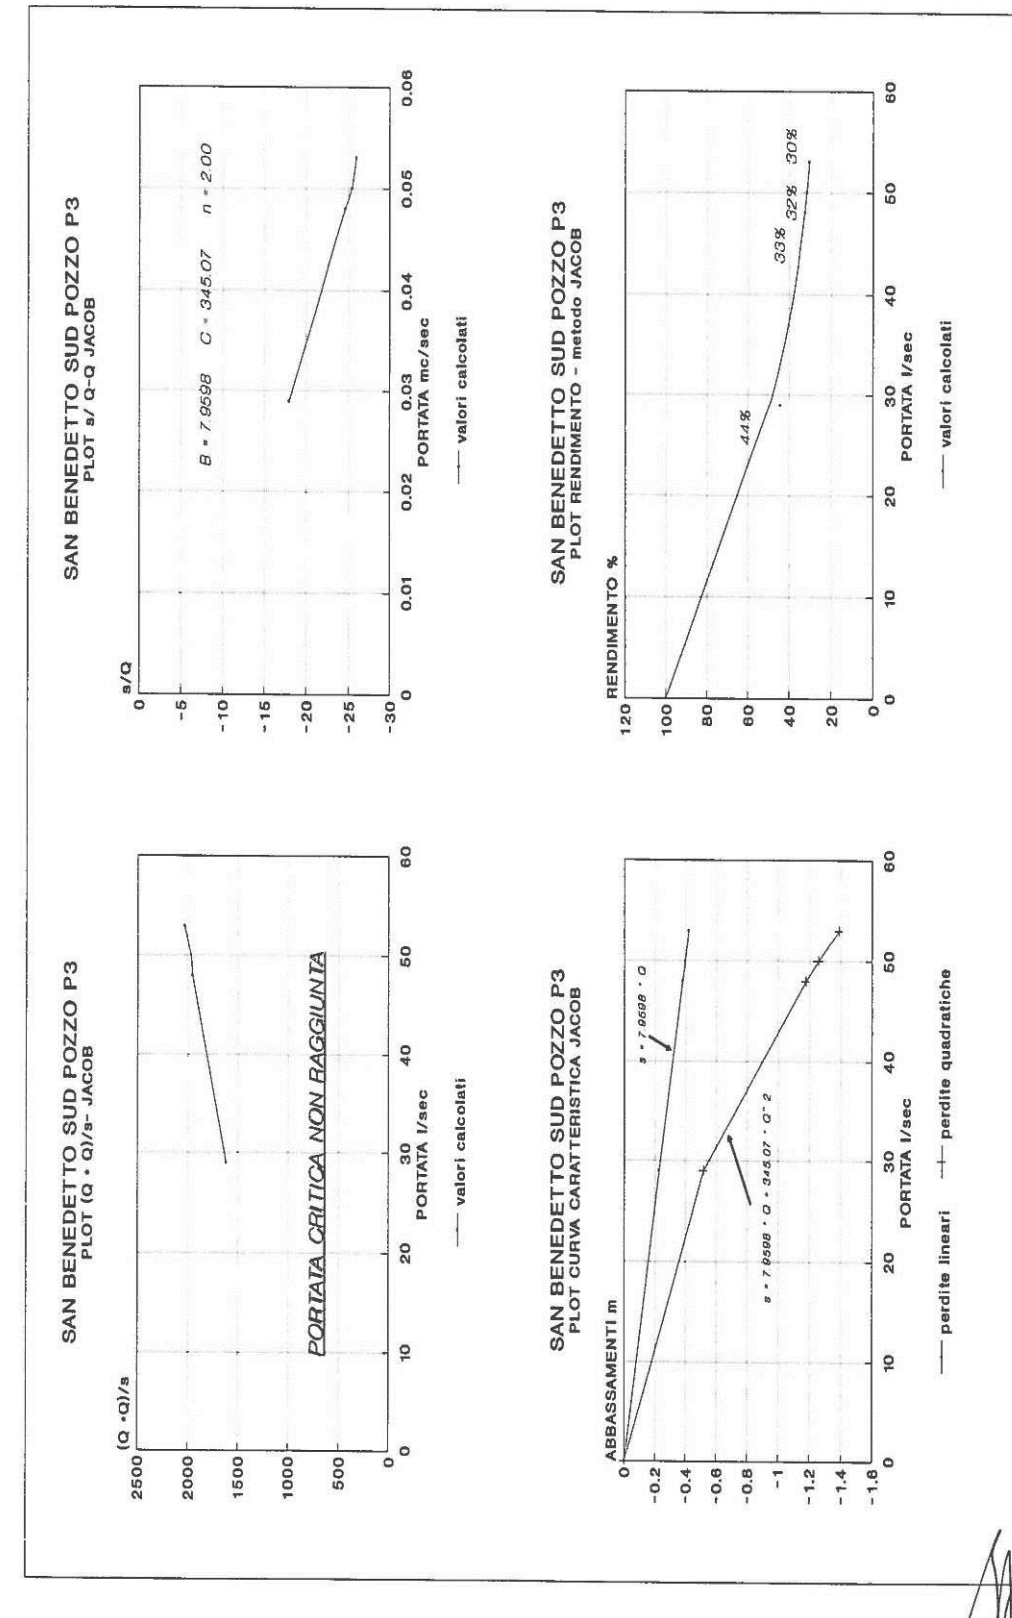 SAN BENEDETTO SUD POZZO P3
PLOT (Q * Q)/s- JACOB
(Q *Q)/s
2500
2000
1500
1000
500
0
0 10 20 30 40 50 60
PORTATA CRITICA NON RAGGIUNTA
PORTATA l/sec
valori calcolati
SAN BENEDETTO SUD POZZO P3
PLOT s/ Q-Q JACOB
s/Q
0
-5
-10
-15
-20
-25
-30
0 0.01 0.02 0.03 0.04 0.05 0.06
B = 7.9598 C = 345.07 n = 2.00
PORTATA mc/sec
valori calcolati
SAN BENEDETTO SUD POZZO P3
PLOT CURVA CARATTERISTICA JACOB
ABBASSAMENTI m
0
-0.2
-0.4
-0.6
-0.8
-1
-1.2
-1.4
-1.6
0 10 20 30 40 50 60
s = 7.9598 * Q
s = 7.9598 * Q + 345.07 * Q^2
PORTATA l/sec
perdite lineari perdite quadratiche
SAN BENEDETTO SUD POZZO P3
PLOT RENDIMENTO - metodo JACOB
RENDIMENTO %
120
100
80
60
40
20
0
0 10 20 30 40 50 60
44% 33% 32% 30%
PORTATA l/sec
valori calcolati